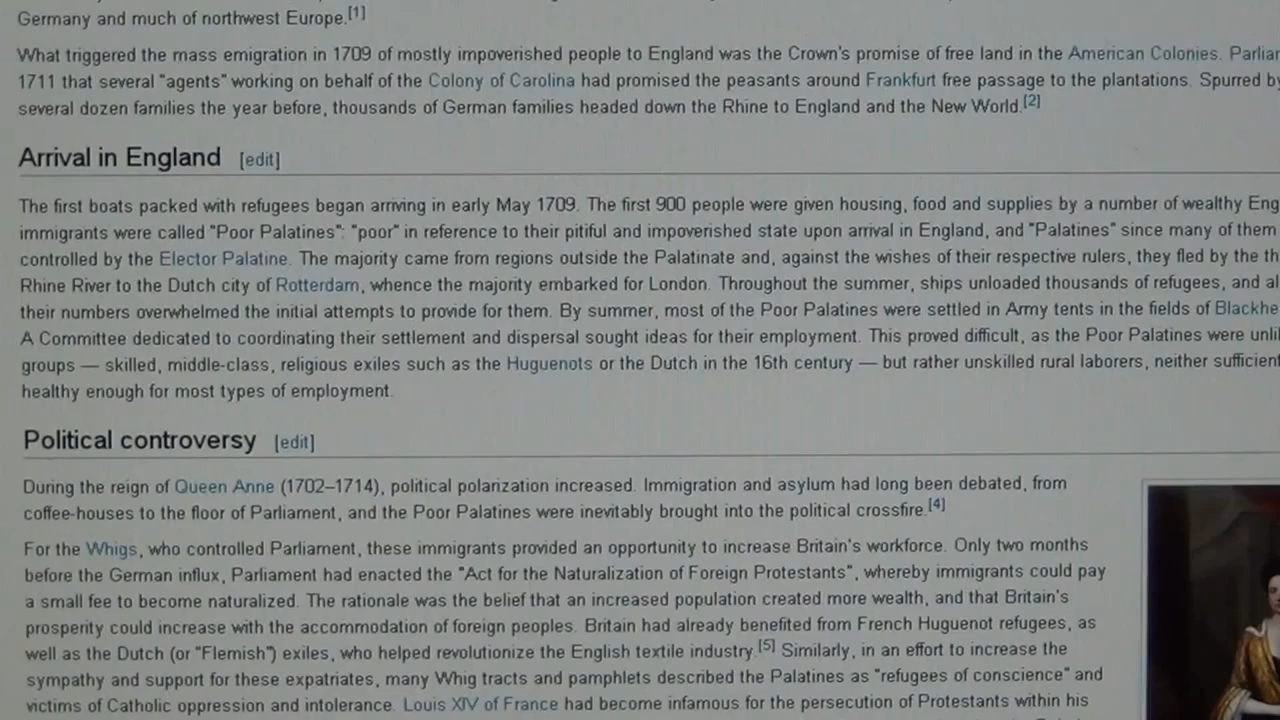 Germany and much of northwest Europe.[1]
What triggered the mass emigration in 1709 of mostly impoverished people to England was the Crown's promise of free land in the American Colonies.
1711 that several "agents" working on behalf of the Colony of Carolina had promised the peasants around Frankfurt free passage to the plantations. Spurred
several dozen families the year before, thousands of German families headed down the Rhine to England and the New World.[2]
Arrival in England [edit]
The first boats packed with refugees began arriving in early May 1709. The first 900 people were given housing, food and supplies by a number of wealthy
immigrants were called "Poor Palatines": "poor" in reference to their pitiful and impoverished state upon arrival in England, and "Palatines" since many of them
controlled by the Elector Palatine. The majority came from regions outside the Palatinate and, against the wishes of their respective rulers, they fled by the
Rhine River to the Dutch city of Rotterdam, whence the majority embarked for London. Throughout the summer, ships unloaded thousands of refugees, and
their numbers overwhelmed the initial attempts to provide for them. By summer, most of the Poor Palatines were settled in Army tents in the fields of
A Committee dedicated to coordinating their settlement and dispersal sought ideas for their employment. This proved difficult, as the Poor Palatines were
groups — skilled, middle-class, religious exiles such as the Huguenots or the Dutch in the 16th century — but rather unskilled rural laborers, neither
healthy enough for most types of employment.
Political controversy [edit]
During the reign of Queen Anne (1702–1714), political polarization increased. Immigration and asylum had long been debated, from
coffee-houses to the floor of Parliament, and the Poor Palatines were inevitably brought into the political crossfire.[4]
For the Whigs, who controlled Parliament, these immigrants provided an opportunity to increase Britain's workforce. Only two months
before the German influx, Parliament had enacted the "Act for the Naturalization of Foreign Protestants", whereby immigrants could pay
a small fee to become naturalized. The rationale was the belief that an increased population created more wealth, and that Britain's
prosperity could increase with the accommodation of foreign peoples. Britain had already benefited from French Huguenot refugees, as
well as the Dutch (or "Flemish") exiles, who helped revolutionize the English textile industry.[5] Similarly, in an effort to increase the
sympathy and support for these expatriates, many Whig tracts and pamphlets described the Palatines as "refugees of conscience" and
victims of Catholic oppression and intolerance. Louis XIV of France had become infamous for the persecution of Protestants within his